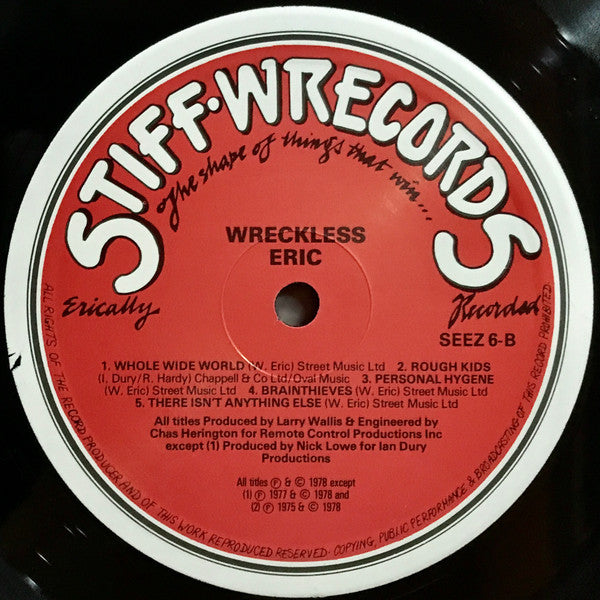 STIFF·WRECORDS
The shape of things that win...
WRECKLESS
ERIC
Erically
Recorded
SEEZ 6-B
1. WHOLE WIDE WORLD (W. Eric) Street Music Ltd 2. ROUGH KIDS
(I. Dury/R. Hardy) Chappell & Co Ltd/Oval Music 3. PERSONAL HYGENE
(W. Eric) Street Music Ltd 4. BRAINTHIEVES (W. Eric) Street Music Ltd
5. THERE ISN'T ANYTHING ELSE (W. Eric) Street Music Ltd
All titles Produced by Larry Wallis & Engineered by
Chas Herington for Remote Control Productions Inc
except (1) Produced by Nick Lowe for Ian Dury
Productions
All titles ℗ & © 1978 except
(1) ℗ 1977 & © 1978 and
(2) ℗ 1975 & © 1978
ALL RIGHTS OF THE RECORD PRODUCER AND OF THIS WORK REPRODUCED RESERVED · COPYING, PUBLIC PERFORMANCE & BROADCASTING OF THIS RECORD PROHIBITED